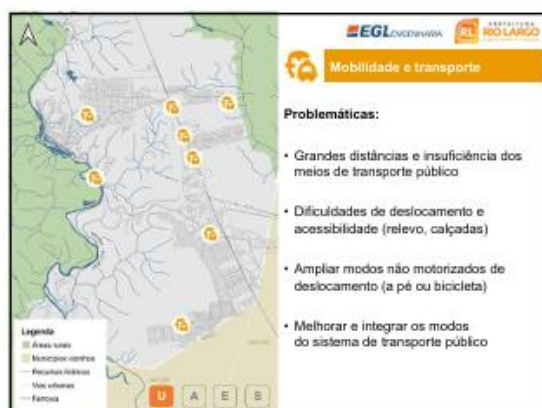 EGL ENGENHARIA
RL
PREFEITURA
RIO LARGO
Mobilidade e transporte
Problemáticas:
• Grandes distâncias e insuficiência dos
meios de transporte público
• Dificuldades de deslocamento e
acessibilidade (relevo, calçadas)
• Ampliar modos não motorizados de
deslocamento (a pé ou bicicleta)
• Melhorar e integrar os modos
do sistema de transporte público
Legenda
Áreas rurais
Municípios vizinhos
Recursos hídricos
Vias urbanas
Ferrovia
U A E S